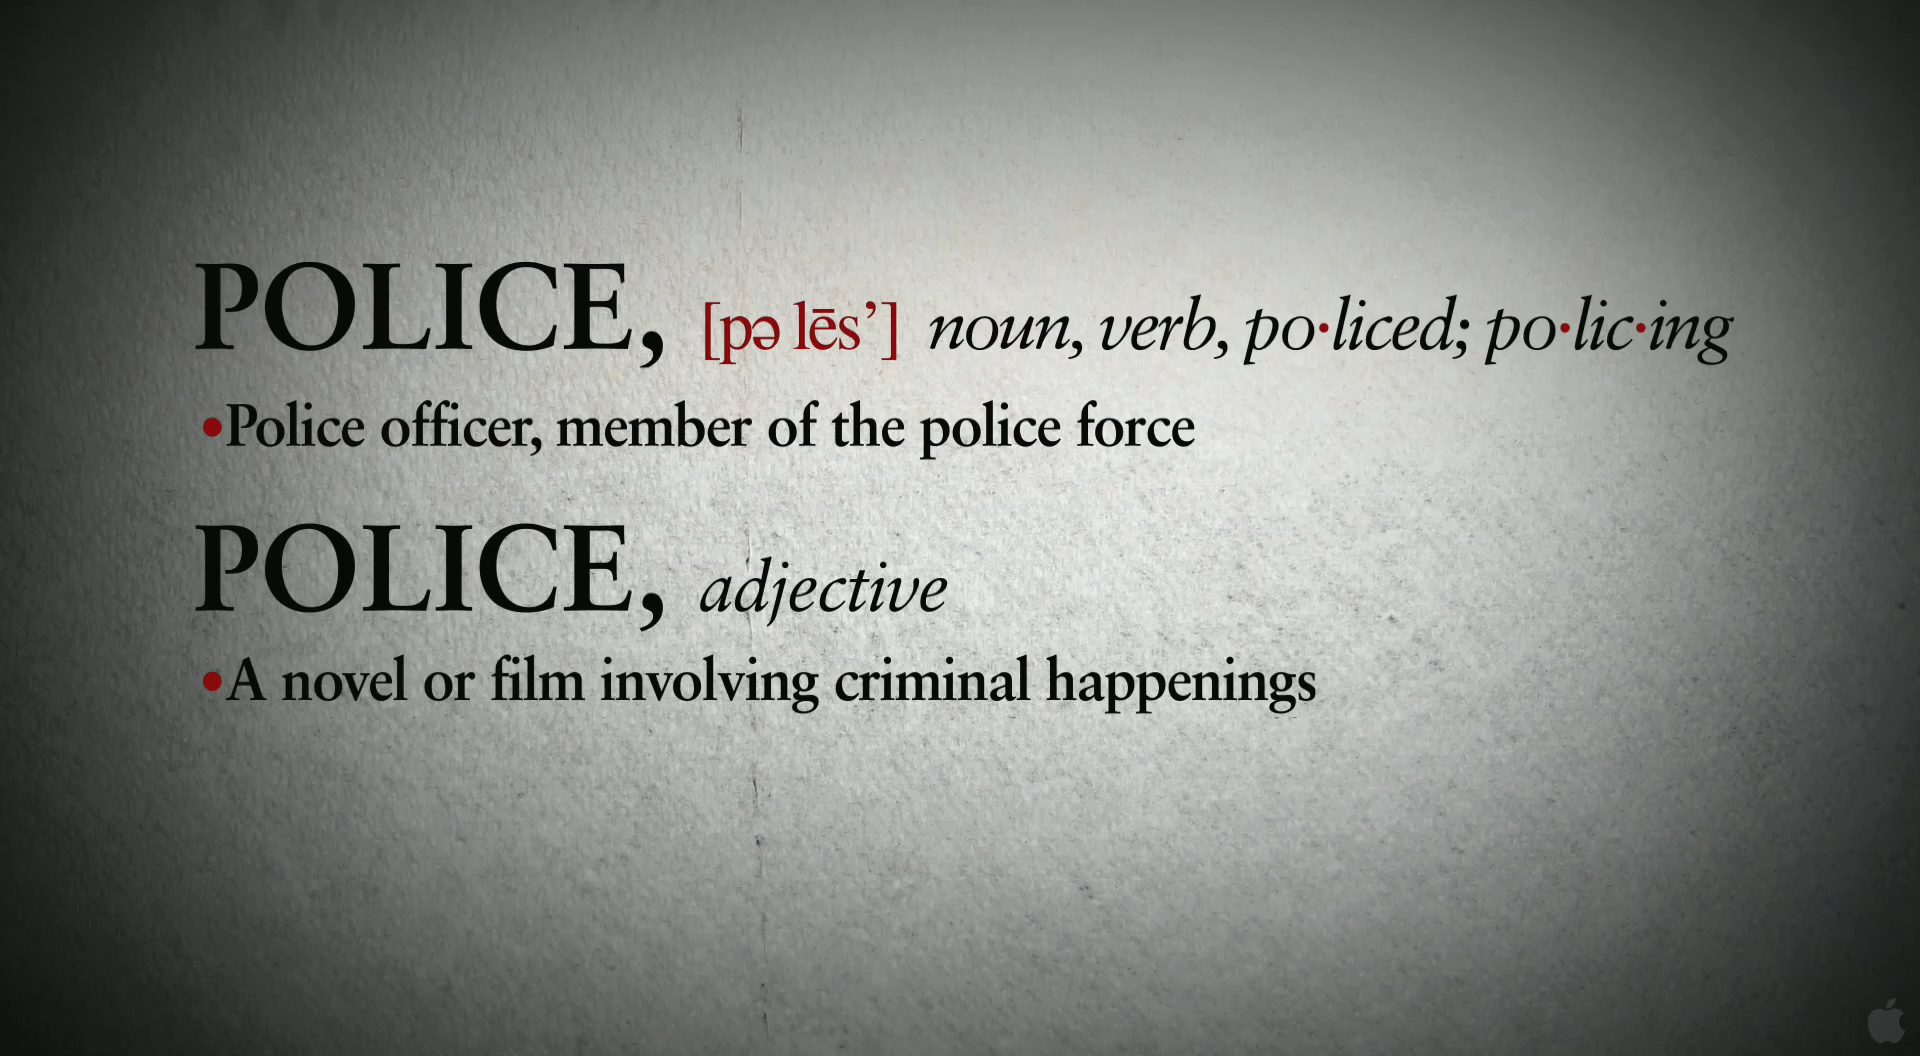 POLICE, [pə lēs’] noun, verb, po·liced; po·lic·ing
•Police officer, member of the police force
POLICE, adjective
•A novel or film involving criminal happenings